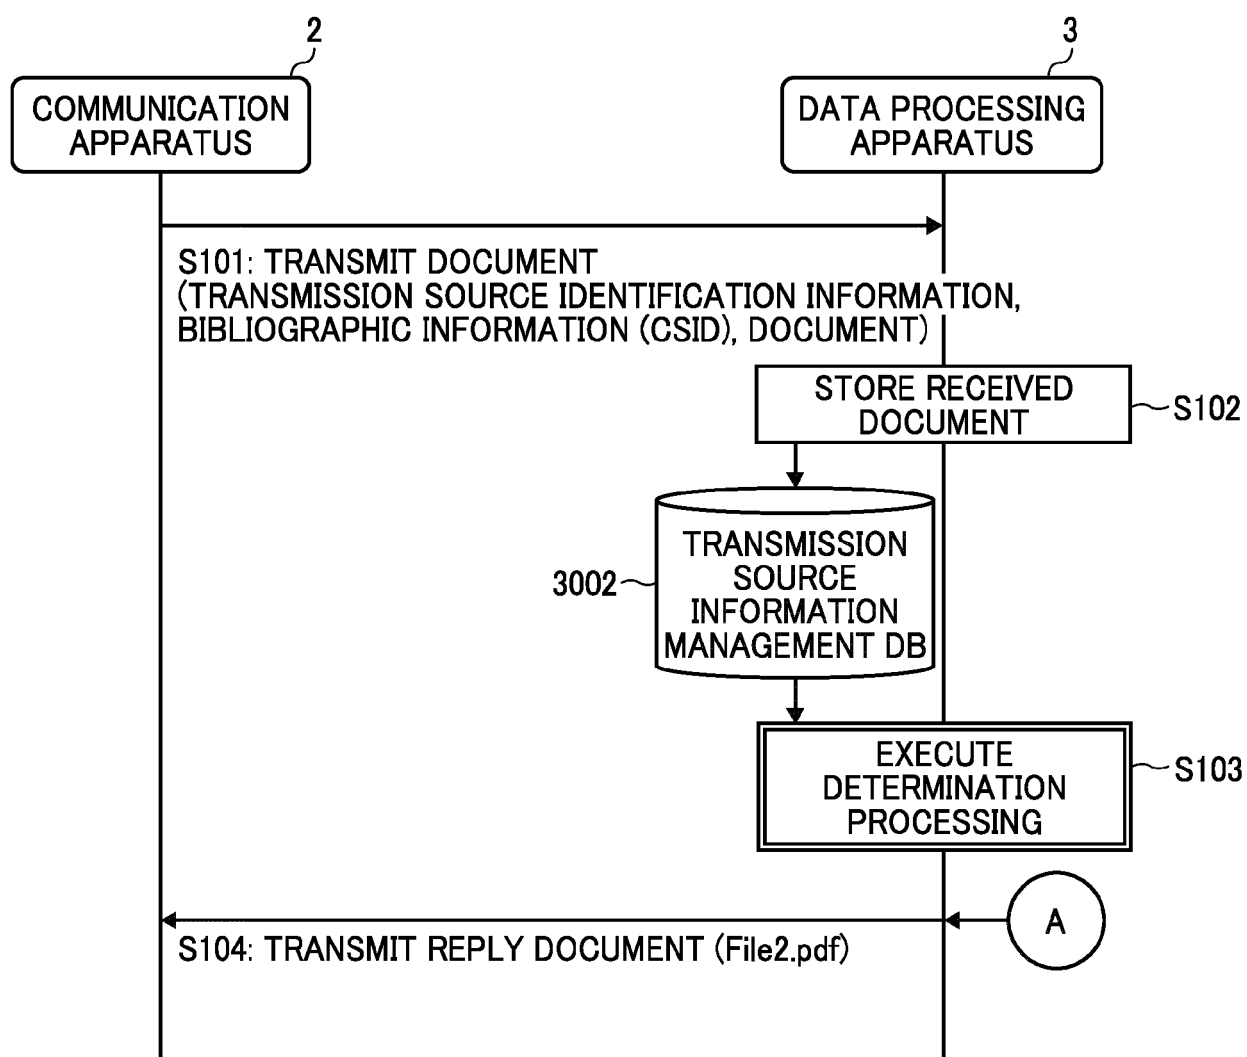 2
3
COMMUNICATION
APPARATUS
DATA PROCESSING
APPARATUS
S101: TRANSMIT DOCUMENT
(TRANSMISSION SOURCE IDENTIFICATION INFORMATION,
BIBLIOGRAPHIC INFORMATION (CSID), DOCUMENT)
STORE RECEIVED
DOCUMENT
S102
TRANSMISSION
SOURCE
INFORMATION
MANAGEMENT DB
3002
EXECUTE
DETERMINATION
PROCESSING
S103
A
S104: TRANSMIT REPLY DOCUMENT (File2.pdf)